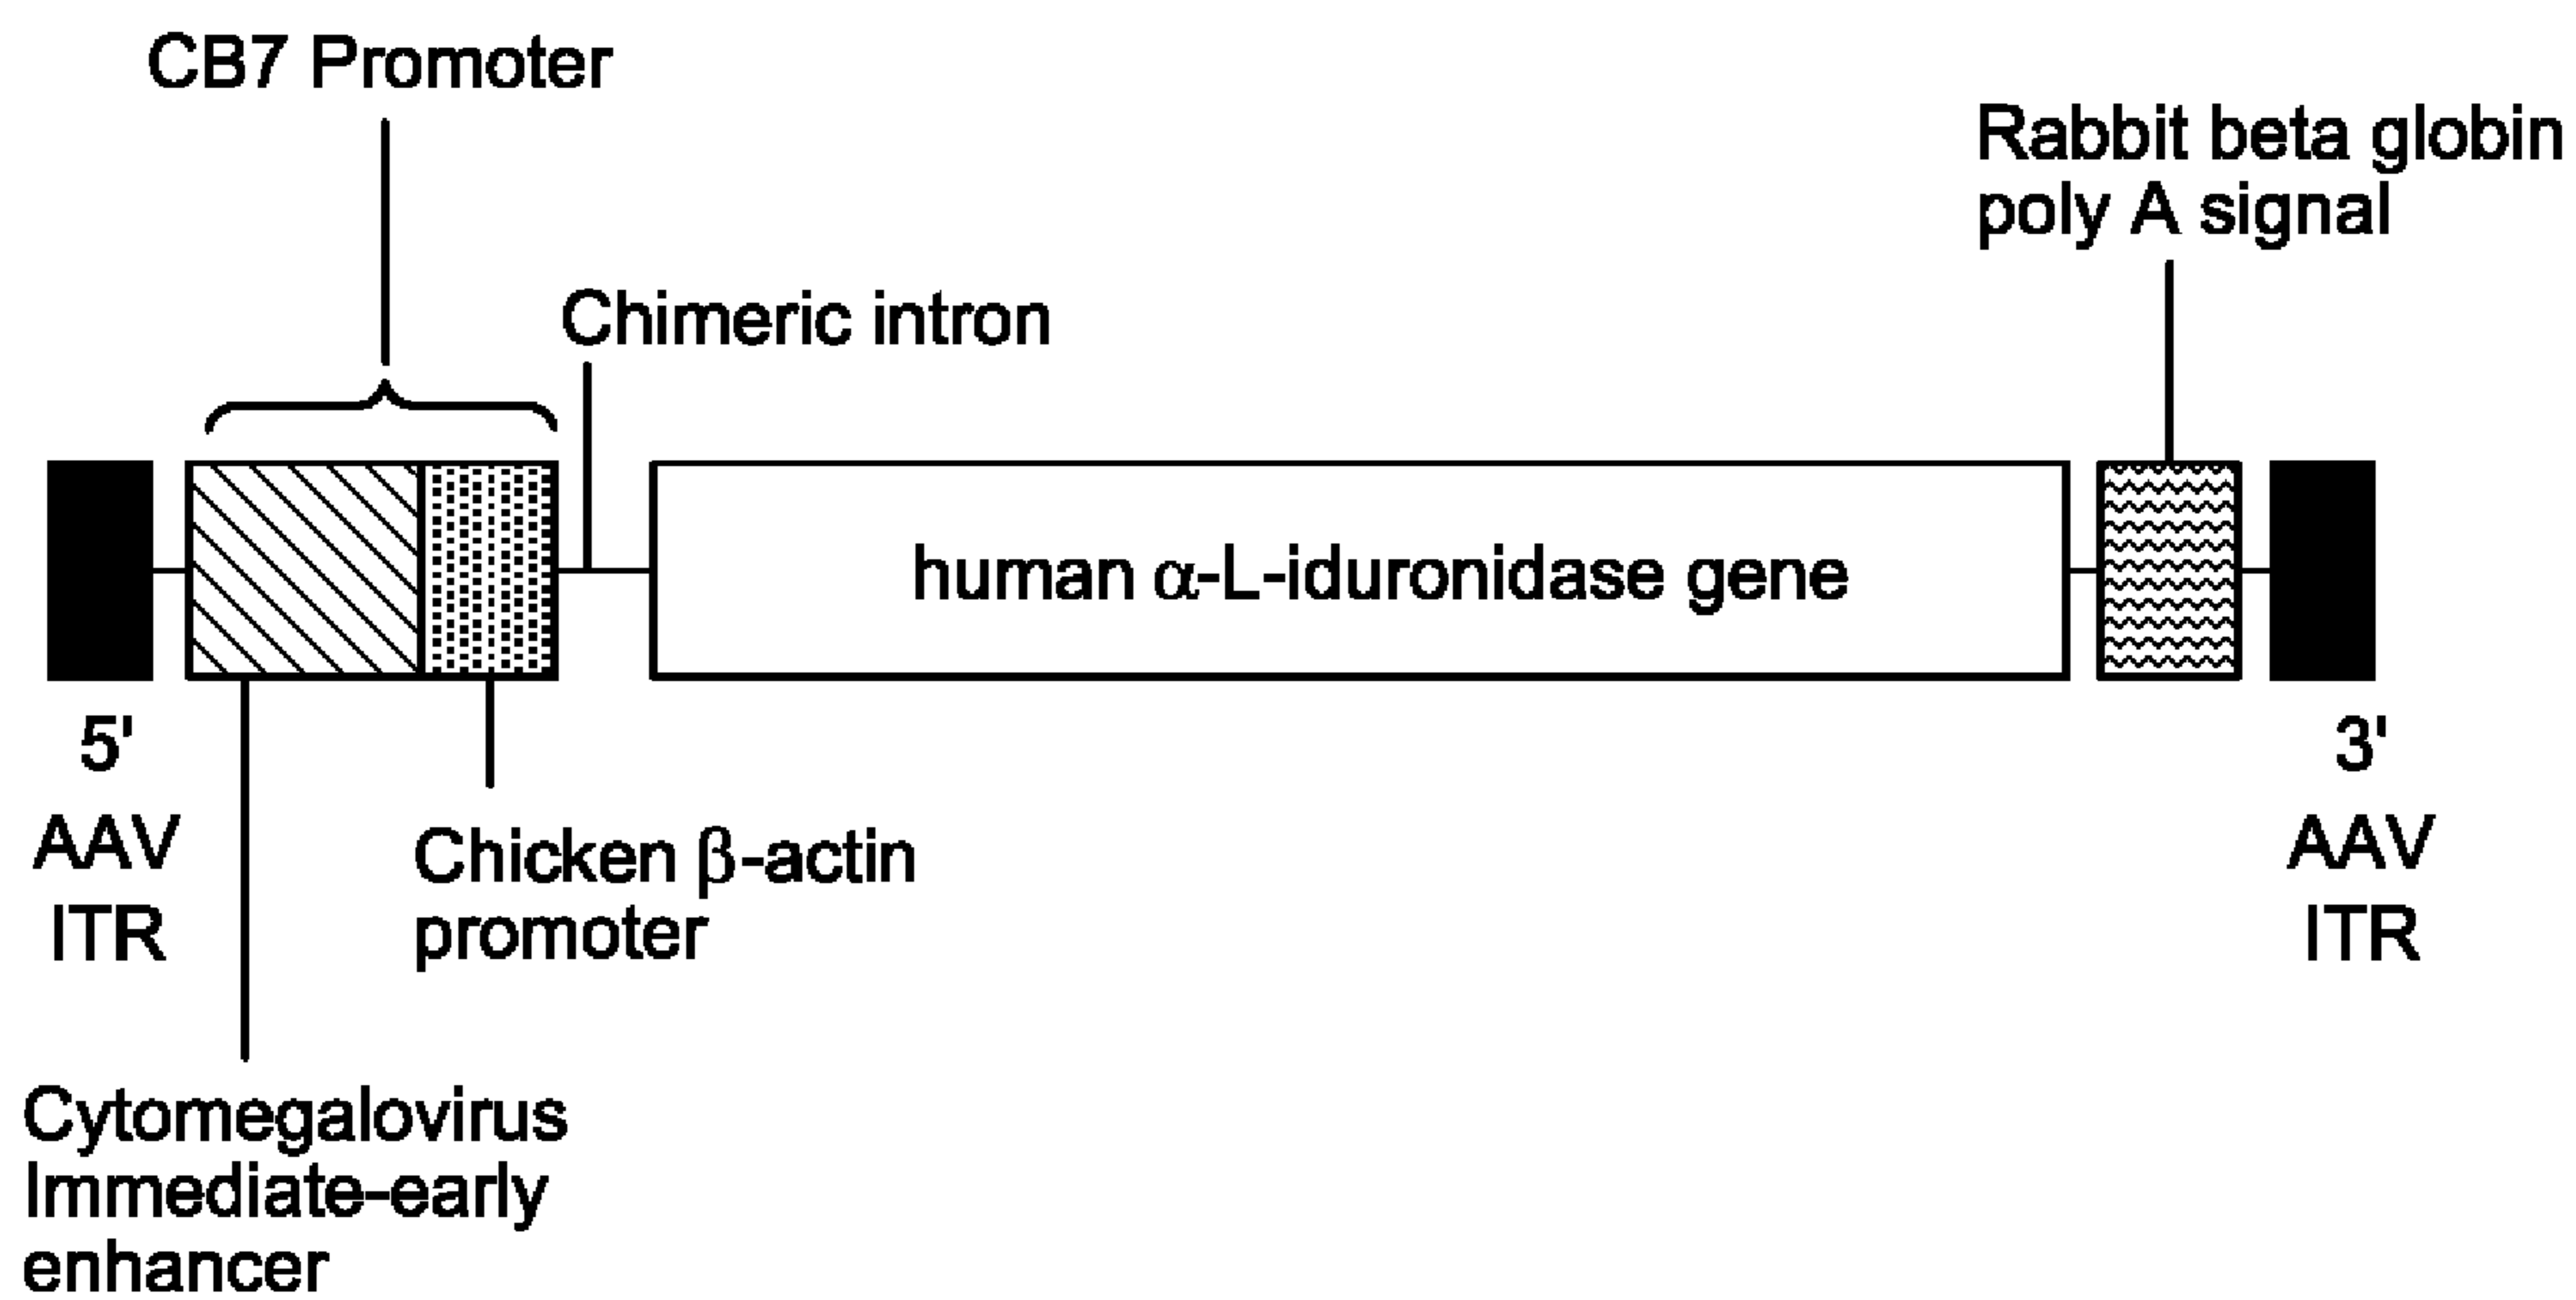 CB7 Promoter
Rabbit beta globin
poly A signal
Chimeric intron
human α-L-iduronidase gene
5'
AAV
ITR
3'
AAV
ITR
Chicken β-actin
promoter
Cytomegalovirus
Immediate-early
enhancer